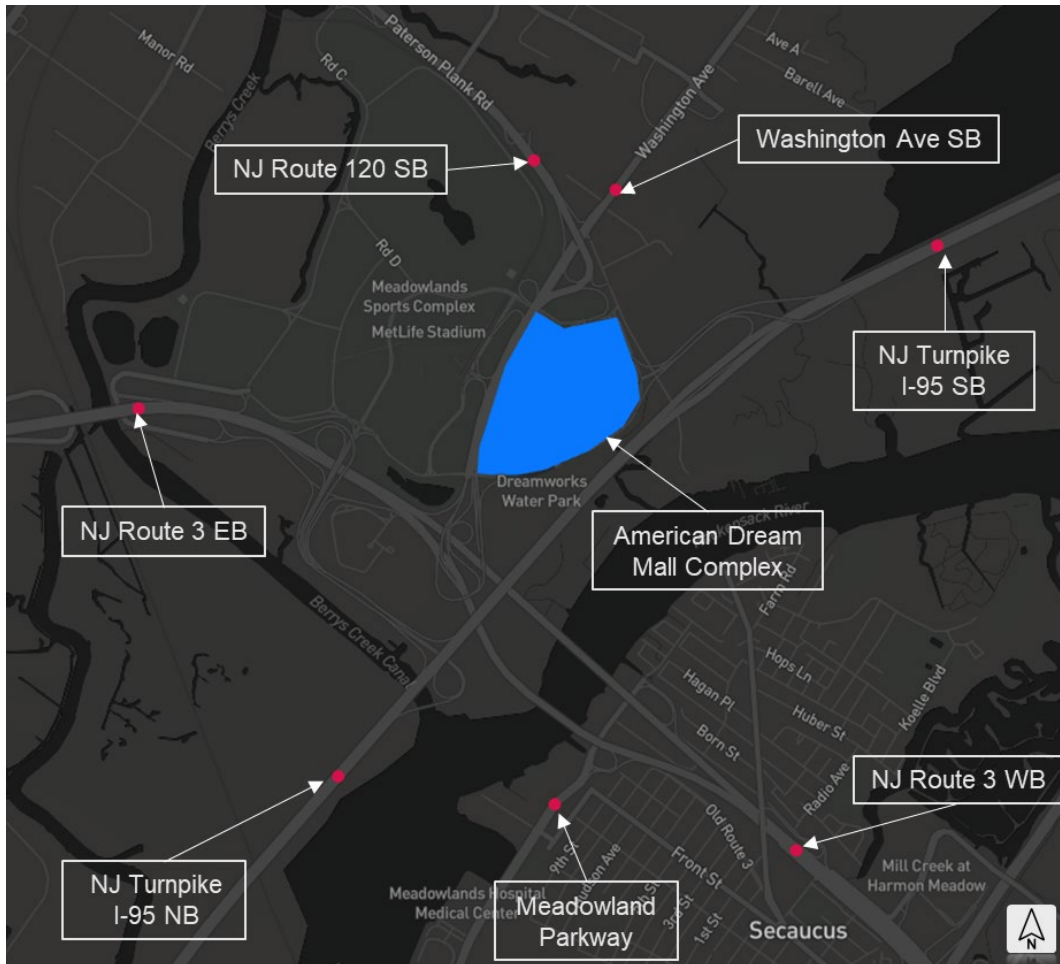 Manor Rd
Berrys Creek
Rd C
Paterson Plank Rd
Ave A
Barell Ave
Washington Ave
Washington Ave SB
NJ Route 120 SB
Rd D
Meadowlands
Sports Complex
MetLife Stadium
NJ Turnpike
I-95 SB
NJ Route 3 EB
Dreamworks
Water Park
American Dream
Mall Complex
River
Farm Rd
Berrys Creek Canal
Hops Ln
Hagan Pl
Huber St
Koelle Blvd
Born St
Radio Ave
NJ Route 3 WB
Old Route 3
9th St
Front St
Mill Creek at
Harmon Meadow
NJ Turnpike
I-95 NB
Meadowlands Hospital
Medical Center
Meadowland
Parkway
3rd St
1st St
Secaucus
N